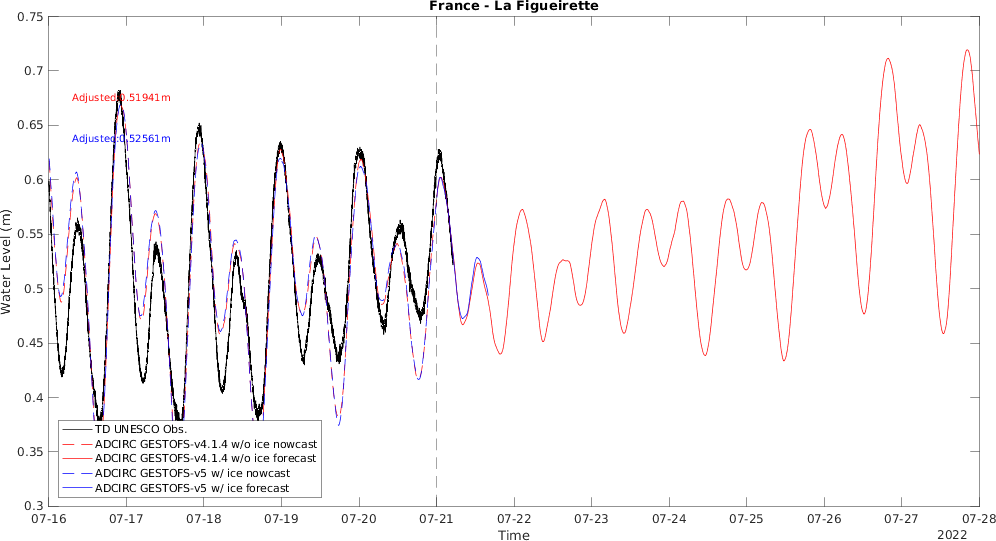 France - La Figueirette
0.75
0.7
0.65
0.6
0.55
0.5
0.45
0.4
0.35
0.3
Water Level (m)
Adjusted:0.51941m
Adjusted:0.52561m
TD UNESCO Obs.
ADCIRC GESTOFS-v4.1.4 w/o ice nowcast
ADCIRC GESTOFS-v4.1.4 w/o ice forecast
ADCIRC GESTOFS-v5 w/ ice nowcast
ADCIRC GESTOFS-v5 w/ ice forecast
07-16 07-17 07-18 07-19 07-20 07-21 07-22 07-23 07-24 07-25 07-26 07-27 07-28
Time
2022